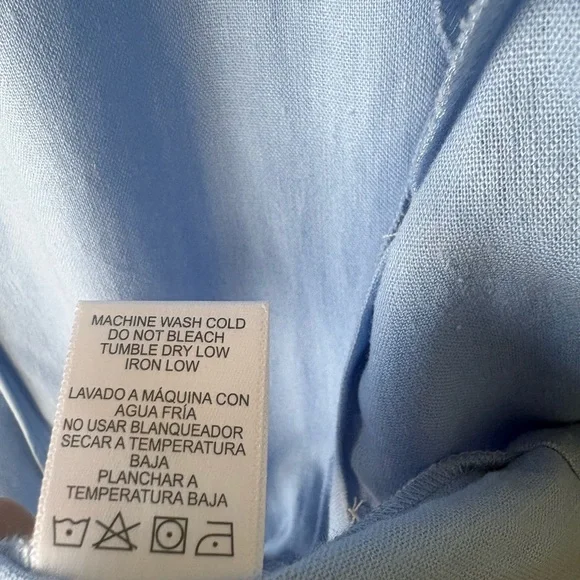 MACHINE WASH COLD
DO NOT BLEACH
TUMBLE DRY LOW
IRON LOW
LAVADO A MÁQUINA CON
AGUA FRÍA
NO USAR BLANQUEADOR
SECAR A TEMPERATURA
BAJA
PLANCHAR A
TEMPERATURA BAJA